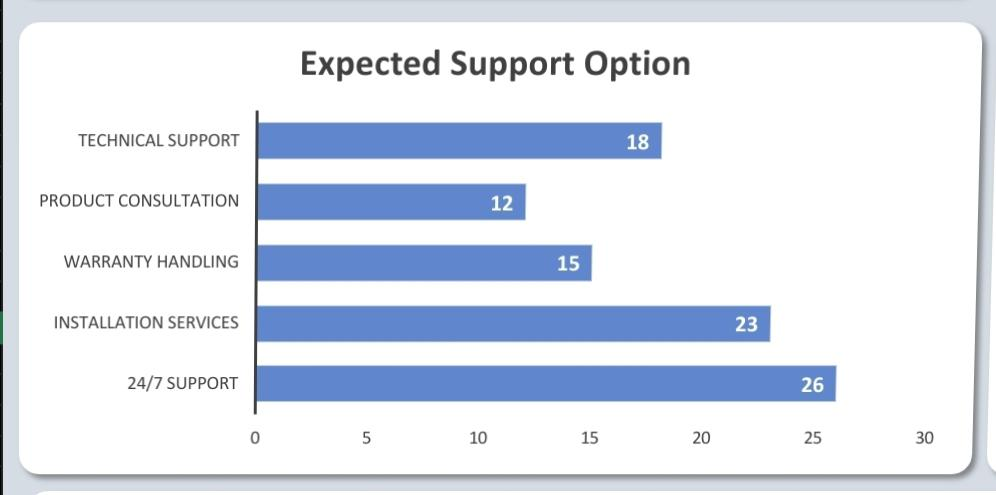 Expected Support Option
TECHNICAL SUPPORT
18
PRODUCT CONSULTATION
12
WARRANTY HANDLING
15
INSTALLATION SERVICES
23
24/7 SUPPORT
26
0 5 10 15 20 25 30